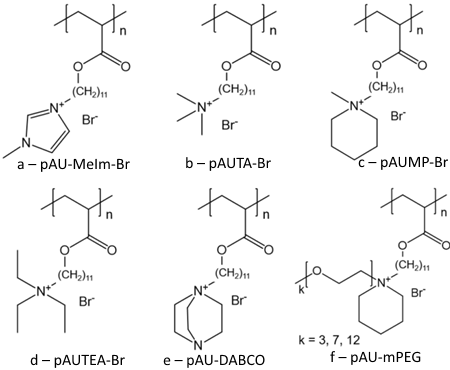 n n n
O O O O O O
(CH₂)₁₁ (CH₂)₁₁ (CH₂)₁₁
N⁺ N⁺ N⁺
Br⁻ Br⁻ Br⁻
N
a – pAU-MeIm-Br b – pAUTA-Br c – pAUMP-Br
n n n
O O O O O O
(CH₂)₁₁ (CH₂)₁₁ O (CH₂)₁₁
k
N⁺ N⁺ N⁺
Br⁻ Br⁻ Br⁻
N
k = 3, 7, 12
d – pAUTEA-Br e – pAU-DABCO f – pAU-mPEG